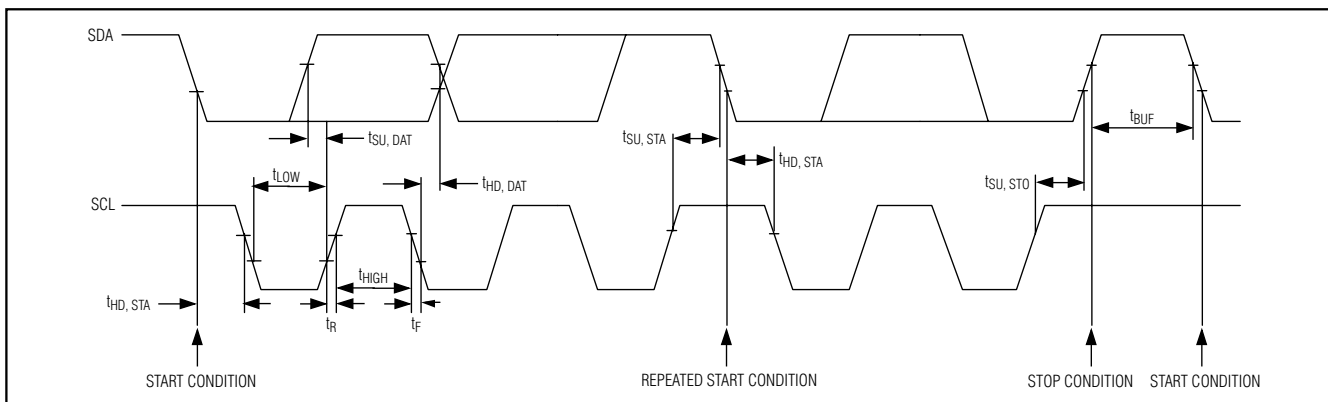 SDA
tSU, DAT
tSU, STA
tBUF
tHD, STA
tLOW
tHD, DAT
tSU, STO
SCL
tHIGH
tHD, STA
tR
tF
START CONDITION
REPEATED START CONDITION
STOP CONDITION
START CONDITION